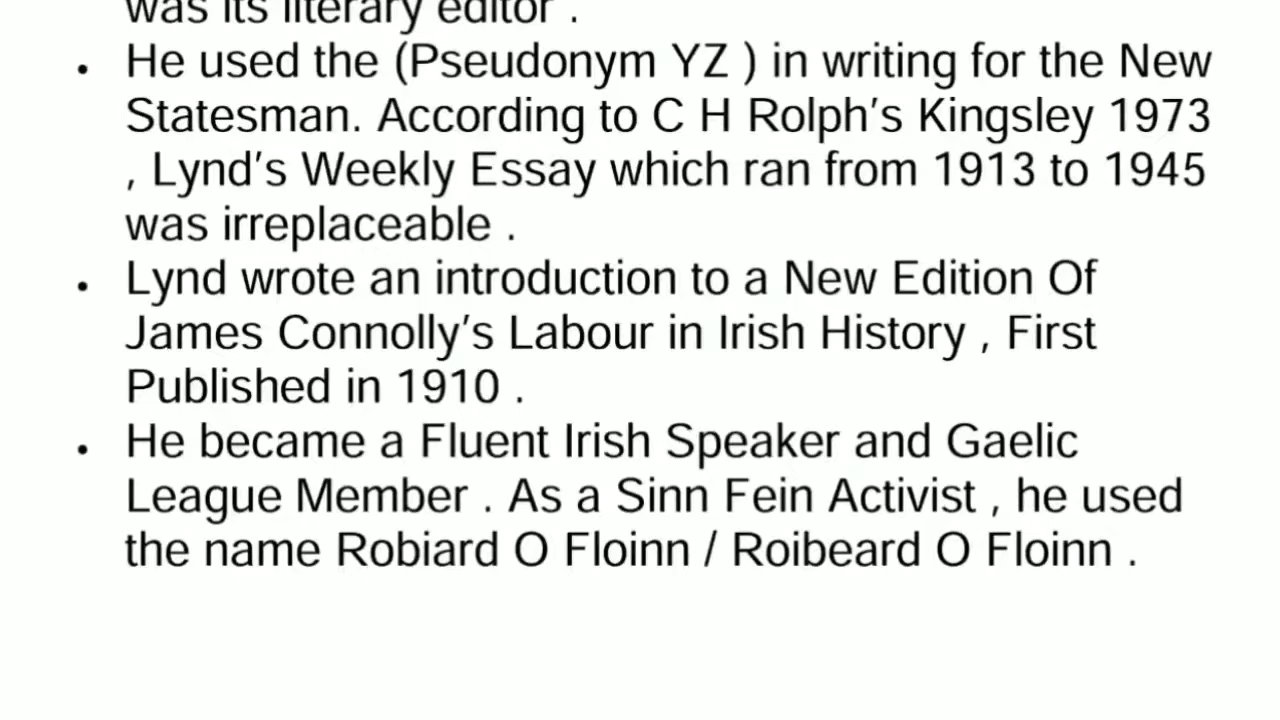 was its literary editor .
• He used the (Pseudonym YZ ) in writing for the New
Statesman. According to C H Rolph's Kingsley 1973
, Lynd's Weekly Essay which ran from 1913 to 1945
was irreplaceable .
• Lynd wrote an introduction to a New Edition Of
James Connolly's Labour in Irish History , First
Published in 1910 .
• He became a Fluent Irish Speaker and Gaelic
League Member . As a Sinn Fein Activist , he used
the name Robiard O Floinn / Roibeard O Floinn .